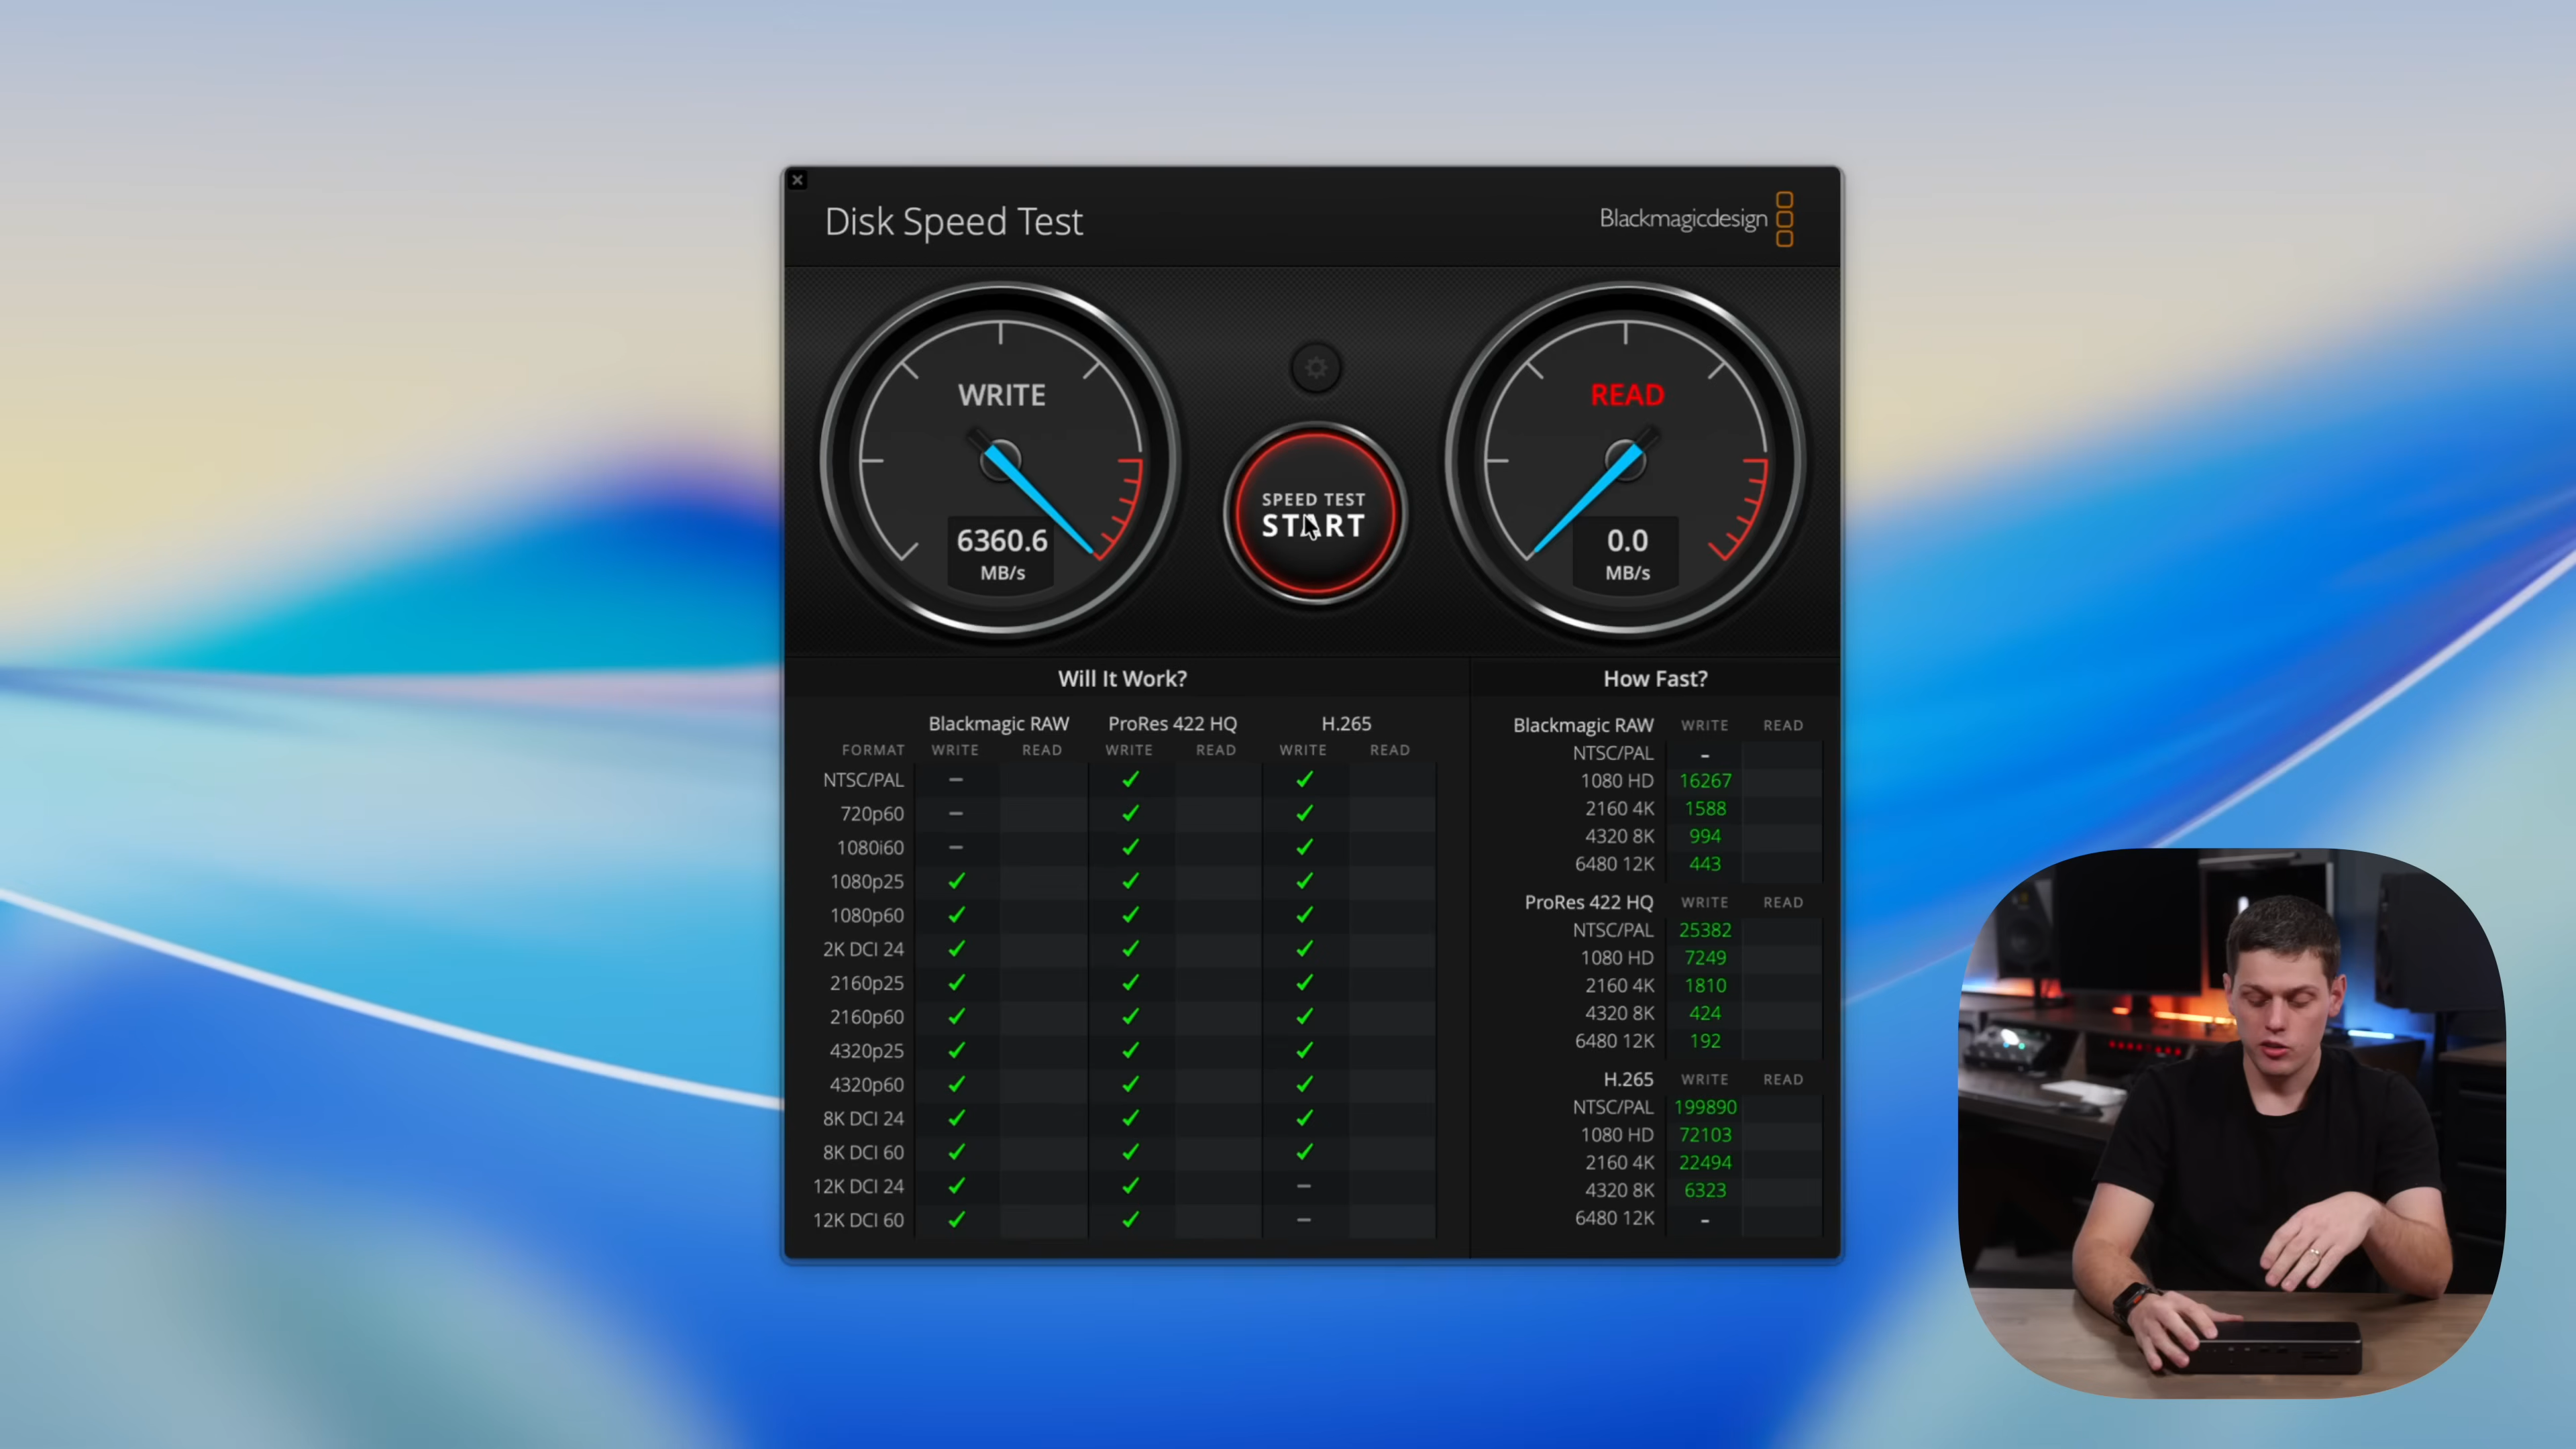 Disk Speed Test
Blackmagicdesign
WRITE
6360.6
MB/s
SPEED TEST
START
READ
0.0
MB/s
Will It Work?
Blackmagic RAW ProRes 422 HQ H.265
FORMAT WRITE READ WRITE READ WRITE READ
NTSC/PAL – ✓ ✓
720p60 – ✓ ✓
1080i60 – ✓ ✓
1080p25 ✓ ✓ ✓
1080p60 ✓ ✓ ✓
2K DCI 24 ✓ ✓ ✓
2160p25 ✓ ✓ ✓
2160p60 ✓ ✓ ✓
4320p25 ✓ ✓ ✓
4320p60 ✓ ✓ ✓
8K DCI 24 ✓ ✓ ✓
8K DCI 60 ✓ ✓ ✓
12K DCI 24 ✓ ✓ –
12K DCI 60 ✓ ✓ –
How Fast?
Blackmagic RAW WRITE READ
NTSC/PAL -
1080 HD 16267
2160 4K 1588
4320 8K 994
6480 12K 443
ProRes 422 HQ WRITE READ
NTSC/PAL 25382
1080 HD 7249
2160 4K 1810
4320 8K 424
6480 12K 192
H.265 WRITE READ
NTSC/PAL 199890
1080 HD 72103
2160 4K 22494
4320 8K 6323
6480 12K -